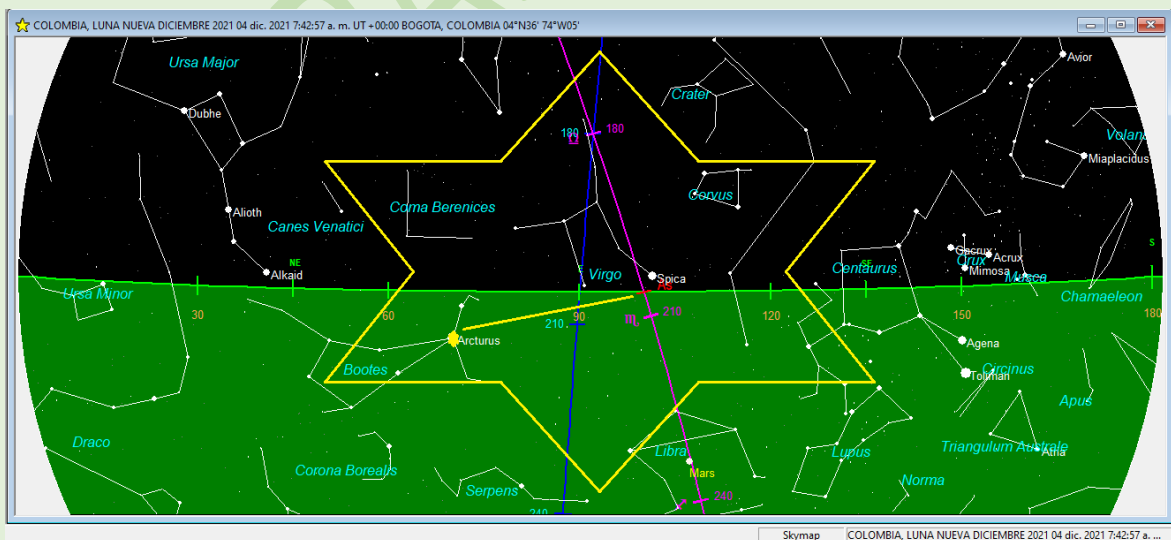 COLOMBIA, LUNA NUEVA DICIEMBRE 2021 04 dic. 2021 7:42:57 a. m. UT +00:00 BOGOTA, COLOMBIA 04°N36' 74°W05'
Ursa Major
Avior
Dubhe
Crater
180 180
Volan
Miaplacidus
Corvus
Alioth
Coma Berenices
Canes Venatici
NE
E
SE
S
Gacrux
Acrux
Crux
Centaurus
Mimosa
Musca
Alkaid
Virgo
Spica
As
Ursa Minor
Chamaeleon
30
60
90
120
150
180
210.
♏ 210
Arcturus
Agena
Bootes
Circinus
Toliman
Apus
Draco
Libra
Lupus
Triangulum Australe
Atria
Corona Borealis
Mars
Norma
Serpens
240
240
Skymap
COLOMBIA, LUNA NUEVA DICIEMBRE 2021 04 dic. 2021 7:42:57 a. ...